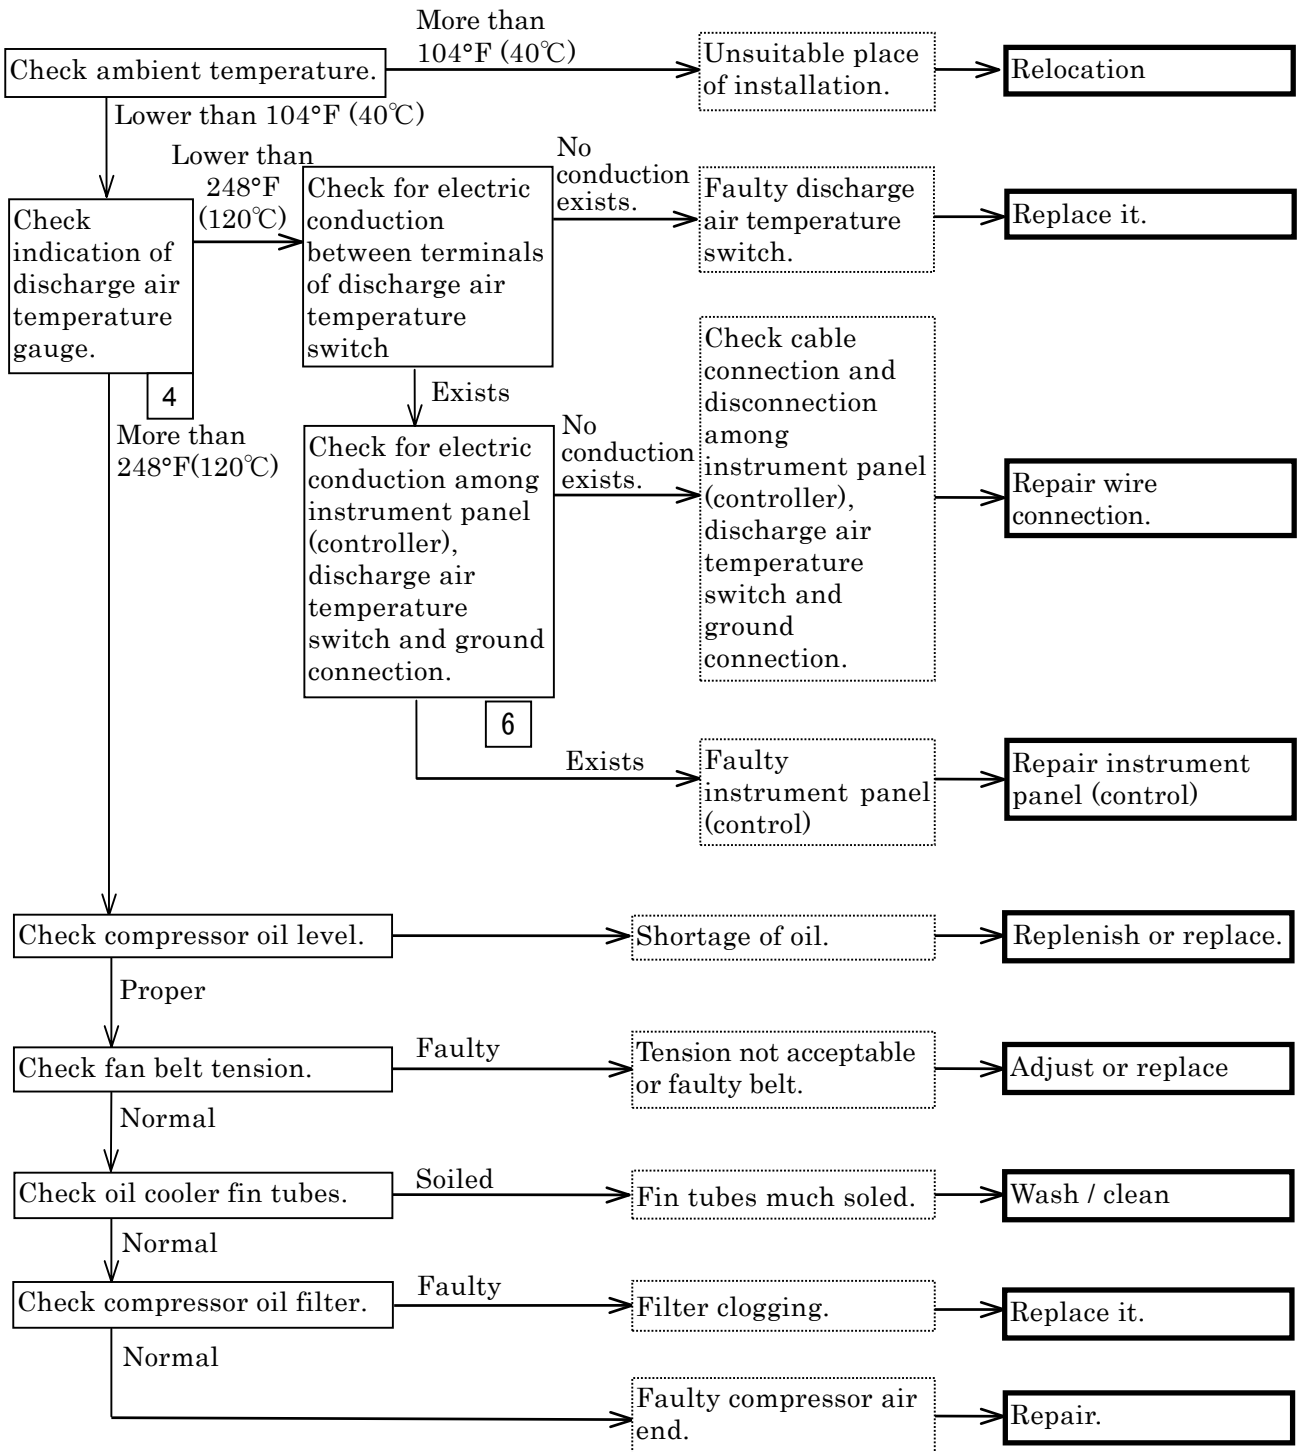 More than
104°F (40℃)
Check ambient temperature.
Unsuitable place
of installation.
Relocation
Lower than 104°F (40℃)
Lower than
248°F
(120℃)
Check
indication of
discharge air
temperature
gauge.
4
Check for electric
conduction
between terminals
of discharge air
temperature
switch
No
conduction
exists.
Faulty discharge
air temperature
switch.
Replace it.
Exists
More than
248°F(120℃)
Check for electric
conduction among
instrument panel
(controller),
discharge air
temperature
switch and ground
connection.
6
No
conduction
exists.
Check cable
connection and
disconnection
among
instrument panel
(controller),
discharge air
temperature
switch and
ground
connection.
Repair wire
connection.
Exists
Faulty
instrument panel
(control)
Repair instrument
panel (control)
Check compressor oil level.
Shortage of oil.
Replenish or replace.
Proper
Check fan belt tension.
Faulty
Tension not acceptable
or faulty belt.
Adjust or replace
Normal
Check oil cooler fin tubes.
Soiled
Fin tubes much soled.
Wash / clean
Normal
Check compressor oil filter.
Faulty
Filter clogging.
Replace it.
Normal
Faulty compressor air
end.
Repair.